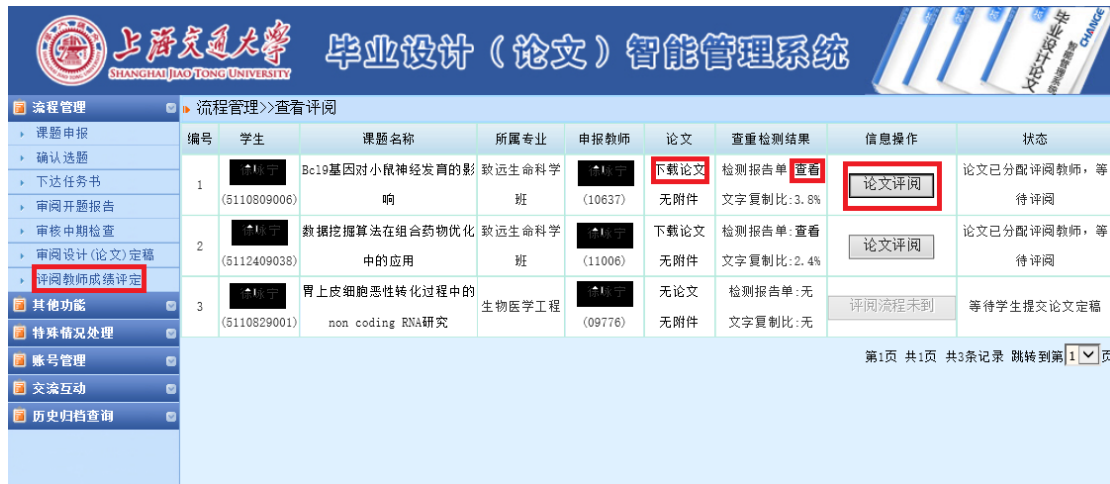 上海交通大学
SHANGHAI JIAO TONG UNIVERSITY
毕业设计（论文）智能管理系统
毕业设计论文
智能管理系统
CHANGE
流程管理
课题申报
确认选题
下达任务书
审阅开题报告
审核中期检查
审阅设计(论文)定稿
评阅教师成绩评定
其他功能
特殊情况处理
账号管理
交流互动
历史归档查询
流程管理>>查看评阅
编号 学生 课题名称 所属专业 申报教师 论文 查重检测结果 信息操作 状态
1 (5110809006) Bcl9基因对小鼠神经发育的影响 致远生命科学班 (10637) 下载论文 无附件 检测报告单:查看 文字复制比:3.8% 论文评阅 论文已分配评阅教师，等待评阅
2 (5112409038) 数据挖掘算法在组合药物优化中的应用 致远生命科学班 (11006) 下载论文 无附件 检测报告单:查看 文字复制比:2.4% 论文评阅 论文已分配评阅教师，等待评阅
3 (5110829001) 胃上皮细胞恶性转化过程中的non coding RNA研究 生物医学工程 (09776) 无论文 无附件 检测报告单:无 文字复制比:无 评阅流程未到 等待学生提交论文定稿
第1页 共1页 共3条记录 跳转到第 1 页